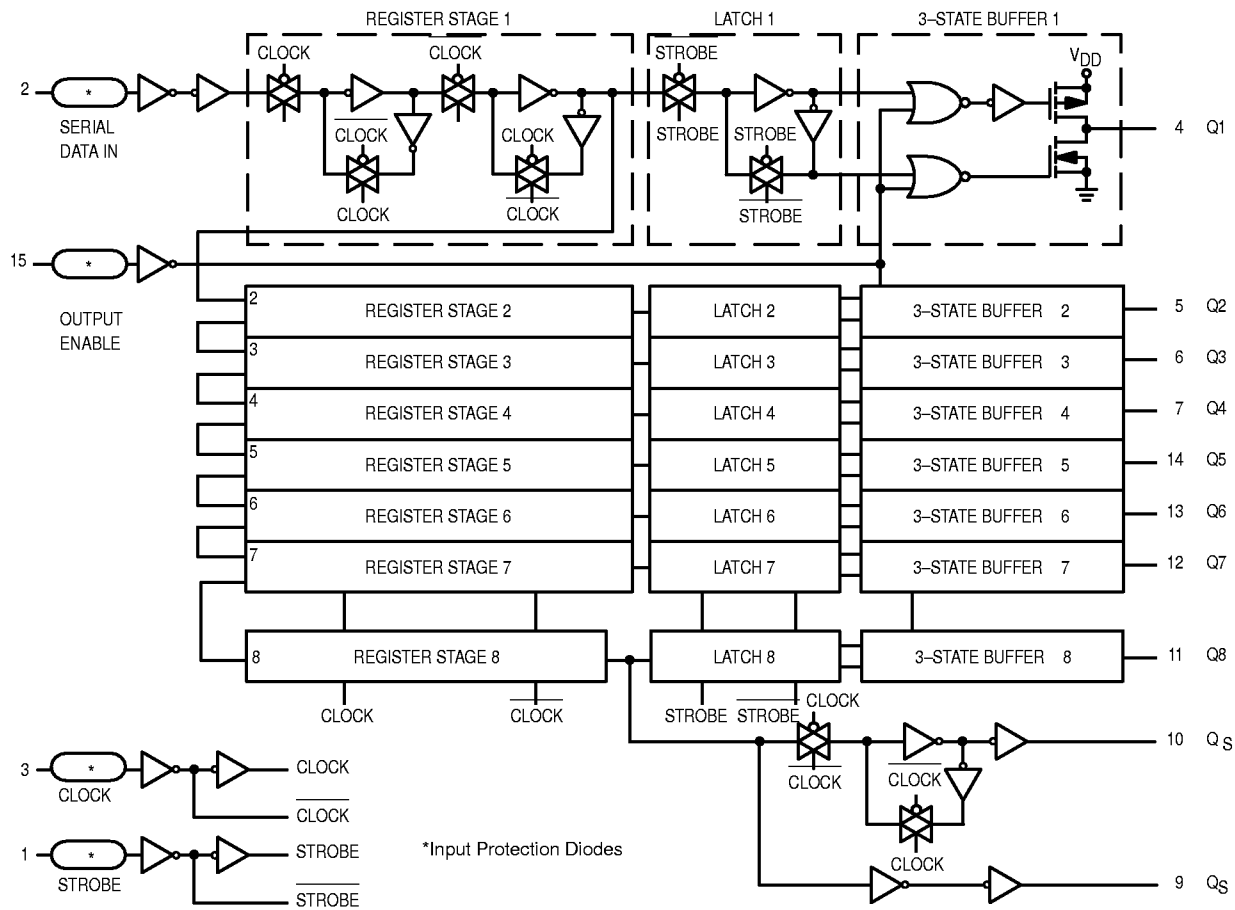 REGISTER STAGE 1
LATCH 1
3–STATE BUFFER 1
CLOCK
CLOCK
STROBE
VDD
2
*
SERIAL
DATA IN
CLOCK
CLOCK
CLOCK
CLOCK
STROBE
STROBE
STROBE
4 Q1
15
*
OUTPUT
ENABLE
2 REGISTER STAGE 2 LATCH 2 3–STATE BUFFER 2 5 Q2
3 REGISTER STAGE 3 LATCH 3 3–STATE BUFFER 3 6 Q3
4 REGISTER STAGE 4 LATCH 4 3–STATE BUFFER 4 7 Q4
5 REGISTER STAGE 5 LATCH 5 3–STATE BUFFER 5 14 Q5
6 REGISTER STAGE 6 LATCH 6 3–STATE BUFFER 6 13 Q6
7 REGISTER STAGE 7 LATCH 7 3–STATE BUFFER 7 12 Q7
8 REGISTER STAGE 8 LATCH 8 3–STATE BUFFER 8 11 Q8
CLOCK
CLOCK
STROBE
STROBE
CLOCK
CLOCK
CLOCK
CLOCK
10 QS
9 QS
3
*
CLOCK
CLOCK
CLOCK
1
*
STROBE
STROBE
STROBE
*Input Protection Diodes